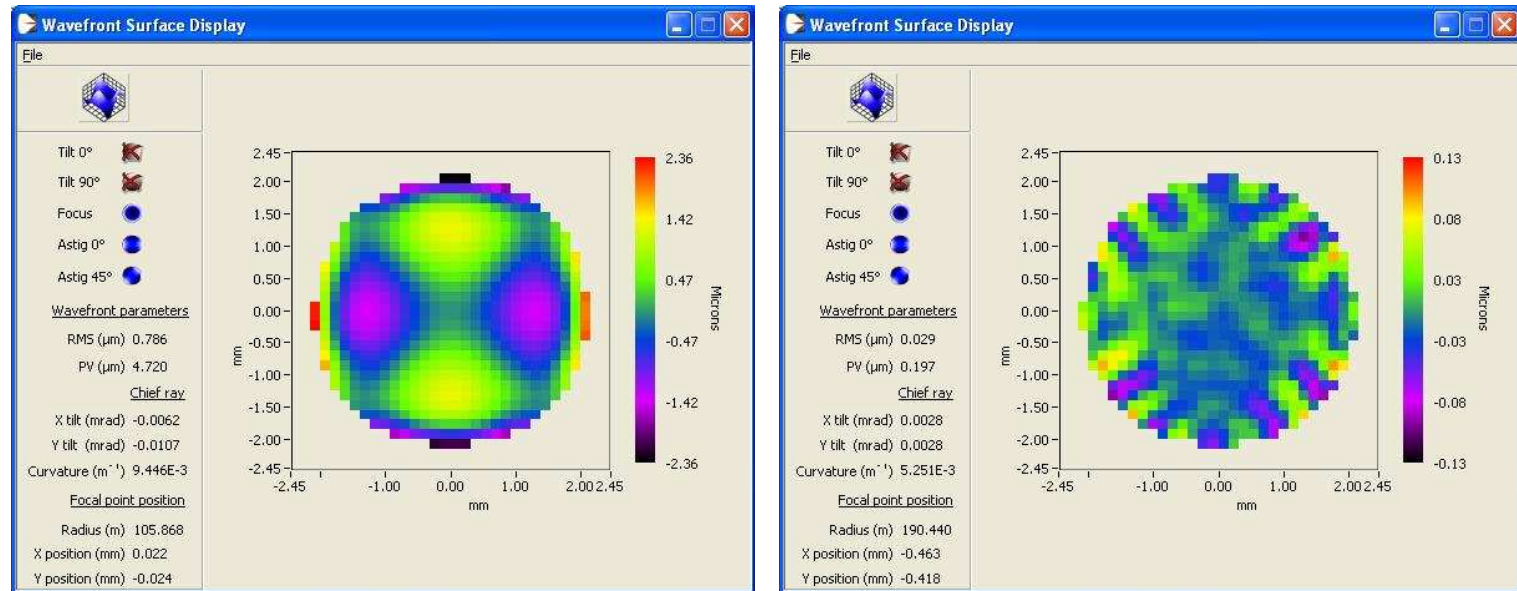 Wavefront Surface Display
File
Tilt 0°
Tilt 90°
Focus
Astig 0°
Astig 45°
Wavefront parameters
RMS (μm) 0.786
PV (μm) 4.720
Chief ray
X tilt (mrad) -0.0062
Y tilt (mrad) -0.0107
Curvature (m⁻¹) 9.446E-3
Focal point position
Radius (m) 105.868
X position (mm) 0.022
Y position (mm) -0.024
2.45
2.00
1.50
1.00
0.50
0.00
-0.50
-1.00
-1.50
-2.00
-2.45
mm
-2.45 -1.00 0.00 1.00 2.00 2.45
mm
2.36
1.42
0.47
-0.47
-1.42
-2.36
Microns
Wavefront Surface Display
File
Tilt 0°
Tilt 90°
Focus
Astig 0°
Astig 45°
Wavefront parameters
RMS (μm) 0.029
PV (μm) 0.197
Chief ray
X tilt (mrad) 0.0028
Y tilt (mrad) 0.0028
Curvature (m⁻¹) 5.251E-3
Focal point position
Radius (m) 190.440
X position (mm) -0.463
Y position (mm) -0.418
2.45
2.00
1.50
1.00
0.50
0.00
-0.50
-1.00
-1.50
-2.00
-2.45
mm
-2.45 -1.00 0.00 1.00 2.00 2.45
mm
0.13
0.08
0.03
-0.03
-0.08
-0.13
Microns